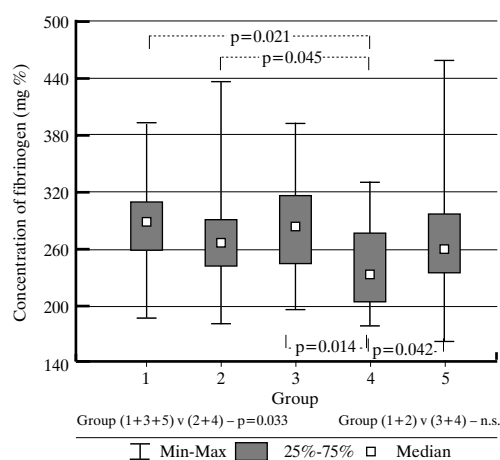 Concentration of fibrinogen (mg %)
500
440
380
320
260
200
140
p=0.021
p=0.045
p=0.014
p=0.042
1 2 3 4 5
Group
Group (1+3+5) v (2+4) – p=0.033 Group (1+2) v (3+4) – n.s.
Min-Max 25%-75% Median